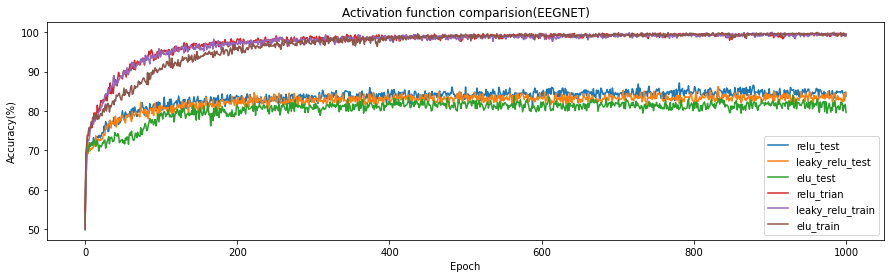 Activation function comparision(EEGNET)
Accuracy(%)
100
90
80
70
60
50
0
200
400
600
800
1000
Epoch
relu_test
leaky_relu_test
elu_test
relu_trian
leaky_relu_train
elu_train